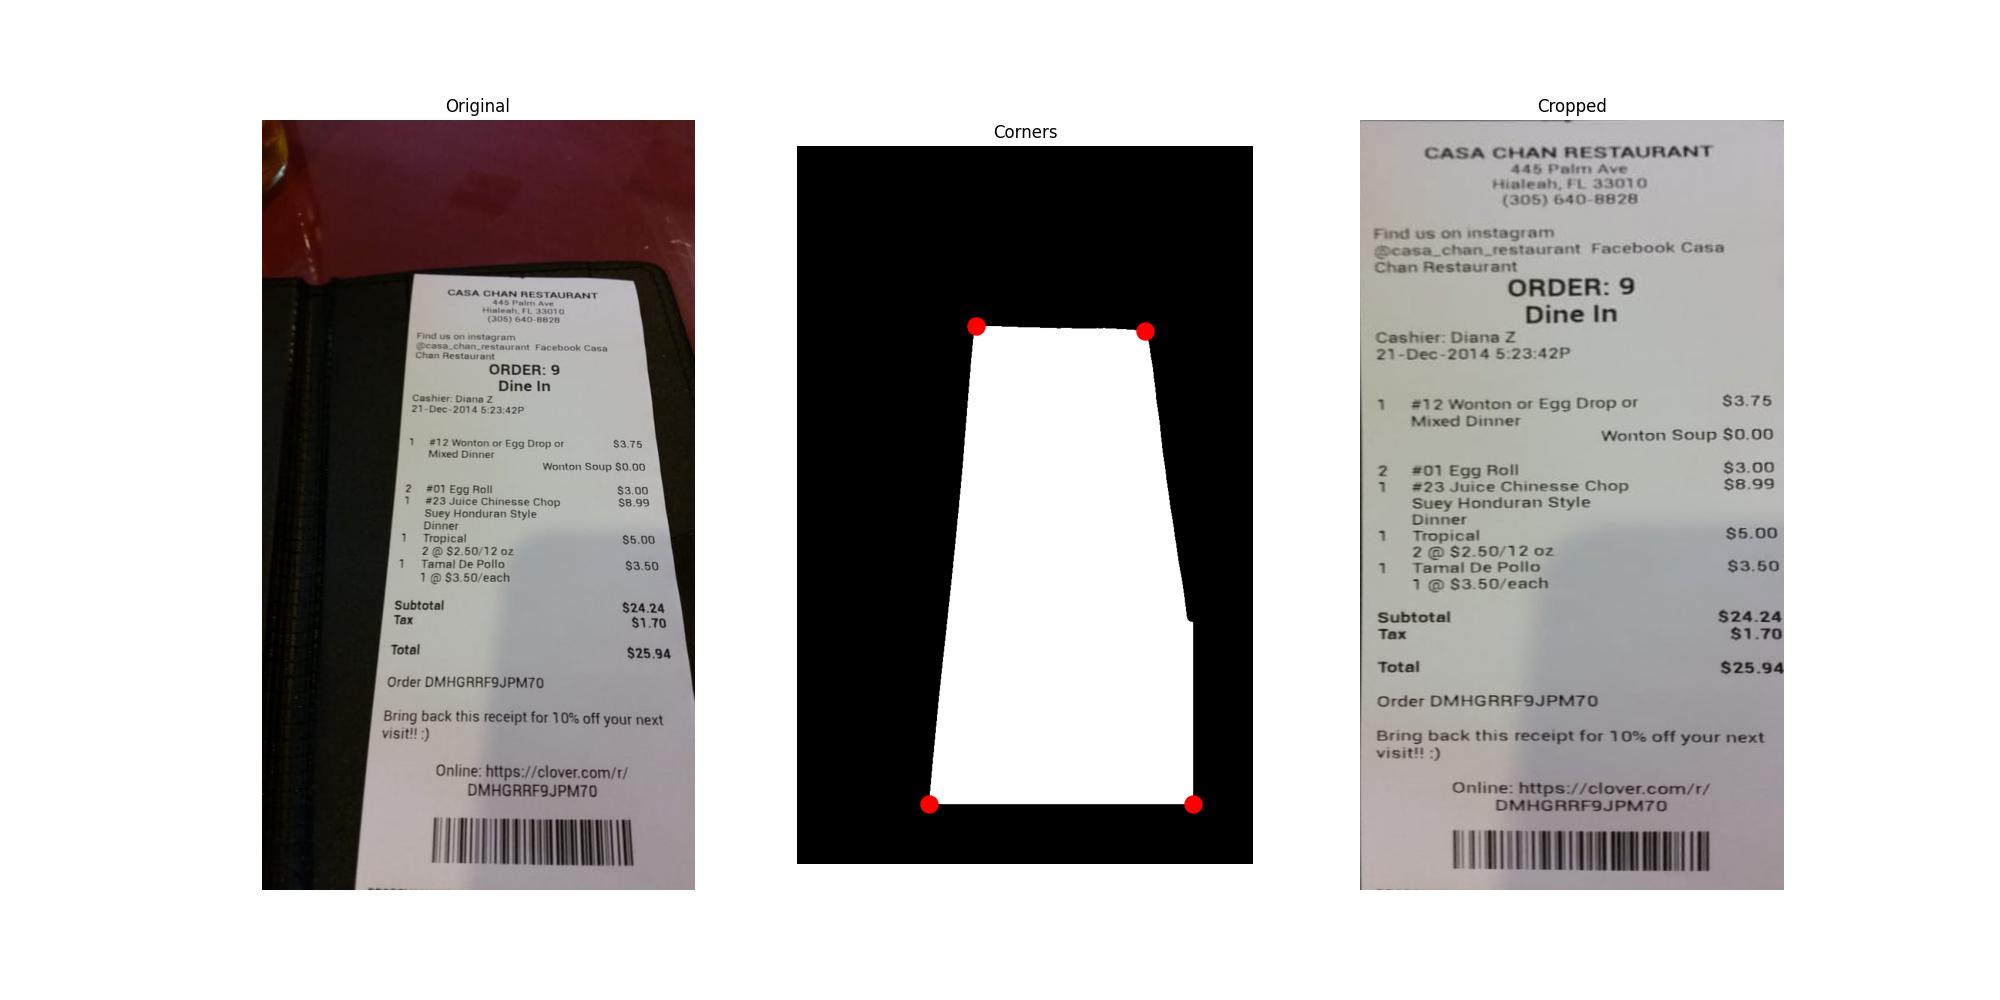 Original
CASA CHAN RESTAURANT
445 Palm Ave
Hialeah, FL 33010
(305) 640-8828
Find us on instagram
@casa_chan_restaurant Facebook Casa
Chan Restaurant
ORDER: 9
Dine In
Cashier: Diana Z
21-Dec-2014 5:23:42P
1 #12 Wonton or Egg Drop or $3.75
Mixed Dinner
Wonton Soup $0.00
2 #01 Egg Roll $3.00
1 #23 Juice Chinesse Chop $8.99
Suey Honduran Style
Dinner
1 Tropical $5.00
2 @ $2.50/12 oz
1 Tamal De Pollo $3.50
1 @ $3.50/each
Subtotal $24.24
Tax $1.70
Total $25.94
Order DMHGRRF9JPM70
Bring back this receipt for 10% off your next
visit!! :)
Online: https://clover.com/r/
DMHGRRF9JPM70
Corners
Cropped
CASA CHAN RESTAURANT
445 Palm Ave
Hialeah, FL 33010
(305) 640-8828
Find us on instagram
@casa_chan_restaurant Facebook Casa
Chan Restaurant
ORDER: 9
Dine In
Cashier: Diana Z
21-Dec-2014 5:23:42P
1 #12 Wonton or Egg Drop or $3.75
Mixed Dinner
Wonton Soup $0.00
2 #01 Egg Roll $3.00
1 #23 Juice Chinesse Chop $8.99
Suey Honduran Style
Dinner
1 Tropical $5.00
2 @ $2.50/12 oz
1 Tamal De Pollo $3.50
1 @ $3.50/each
Subtotal $24.24
Tax $1.70
Total $25.94
Order DMHGRRF9JPM70
Bring back this receipt for 10% off your next
visit!! :)
Online: https://clover.com/r/
DMHGRRF9JPM70